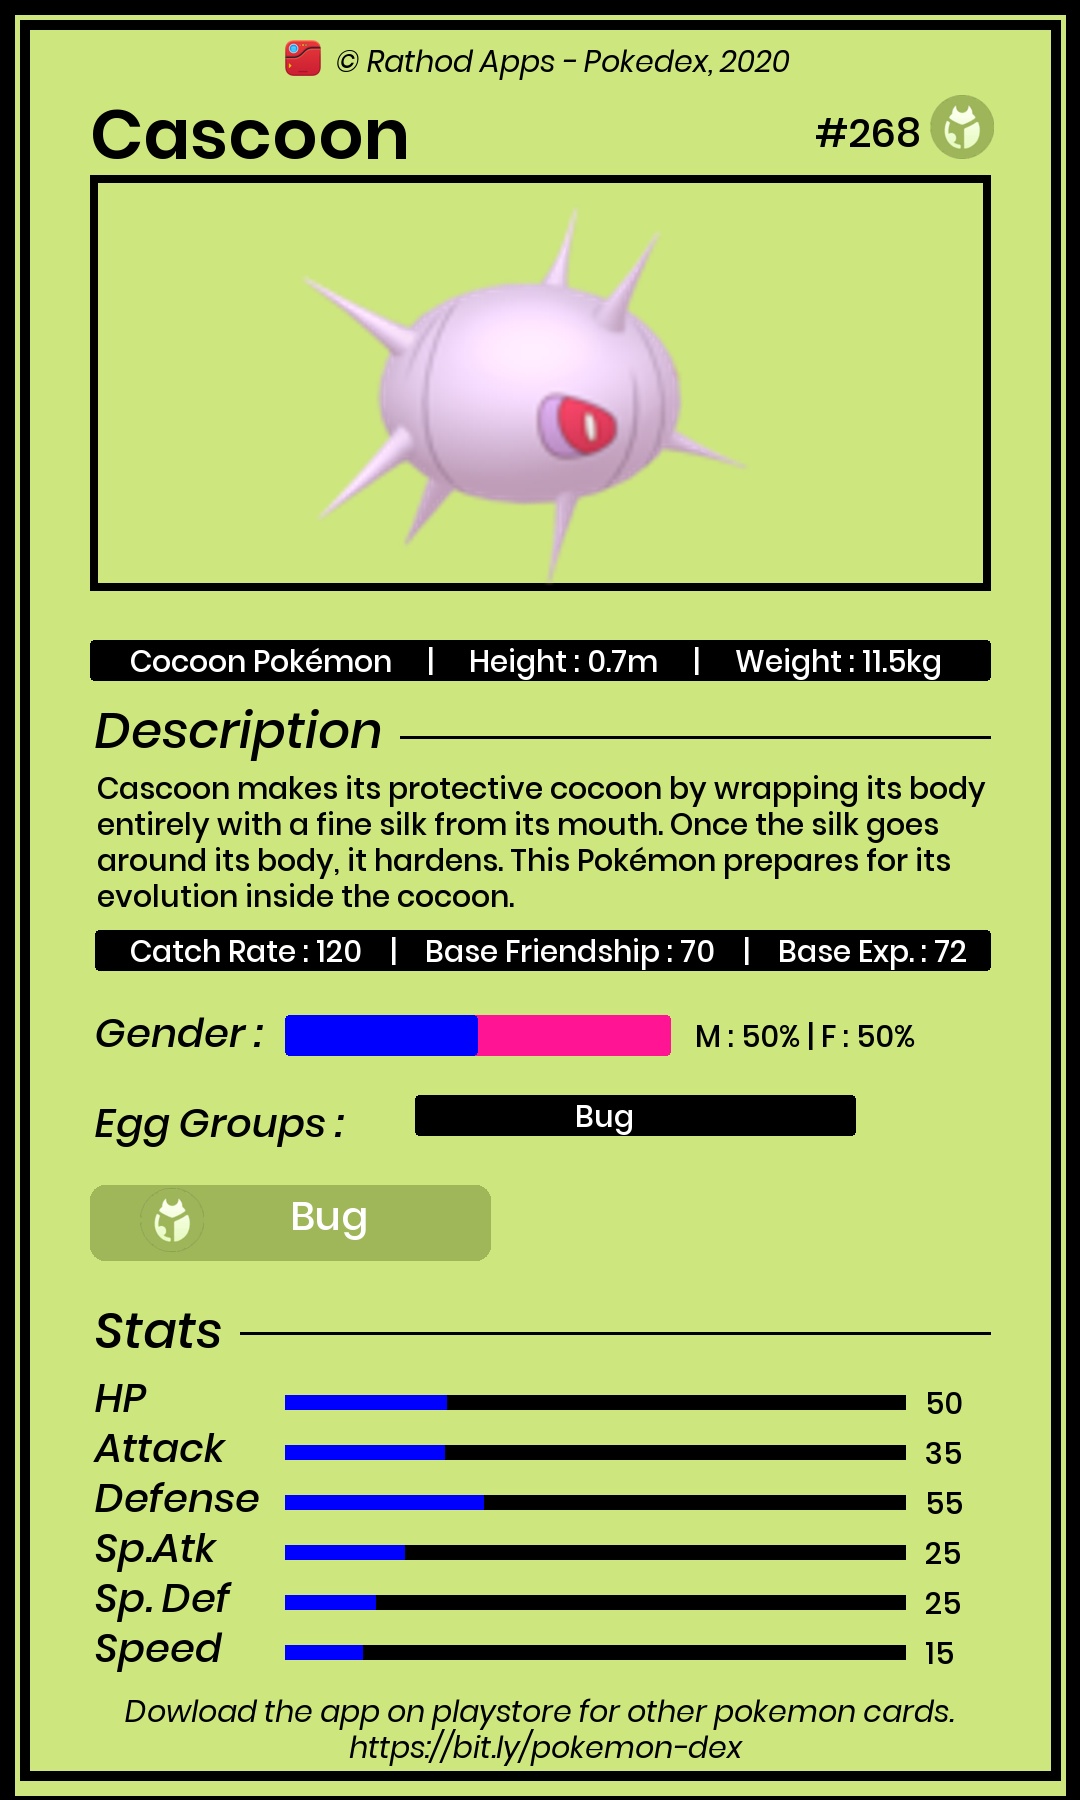 © Rathod Apps - Pokedex, 2020
Cascoon #268
Cocoon Pokémon | Height : 0.7m | Weight : 11.5kg
Description
Cascoon makes its protective cocoon by wrapping its body
entirely with a fine silk from its mouth. Once the silk goes
around its body, it hardens. This Pokémon prepares for its
evolution inside the cocoon.
Catch Rate : 120 | Base Friendship : 70 | Base Exp. : 72
Gender : M : 50% | F : 50%
Egg Groups : Bug
Bug
Stats
HP 50
Attack 35
Defense 55
Sp.Atk 25
Sp. Def 25
Speed 15
Dowload the app on playstore for other pokemon cards.
https://bit.ly/pokemon-dex